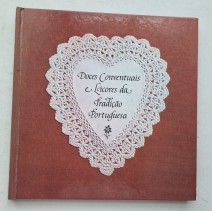 Doces Conventuais
e Licores da
Tradição
Portuguesa